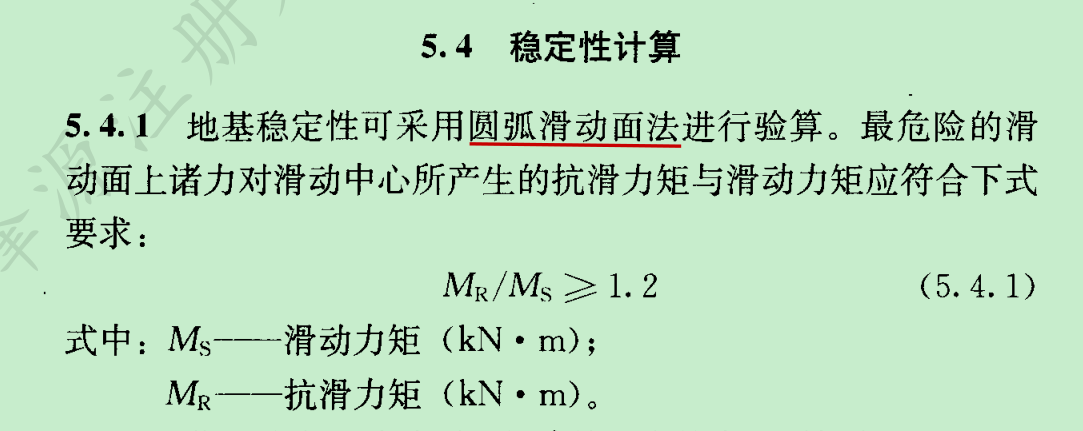 5.4 稳定性计算
5.4.1 地基稳定性可采用圆弧滑动面法进行验算。最危险的滑
动面上诸力对滑动中心所产生的抗滑力矩与滑动力矩应符合下式
要求:
M_R/M_S ≥ 1.2 (5.4.1)
式中:M_S——滑动力矩(kN·m);
M_R——抗滑力矩(kN·m)。